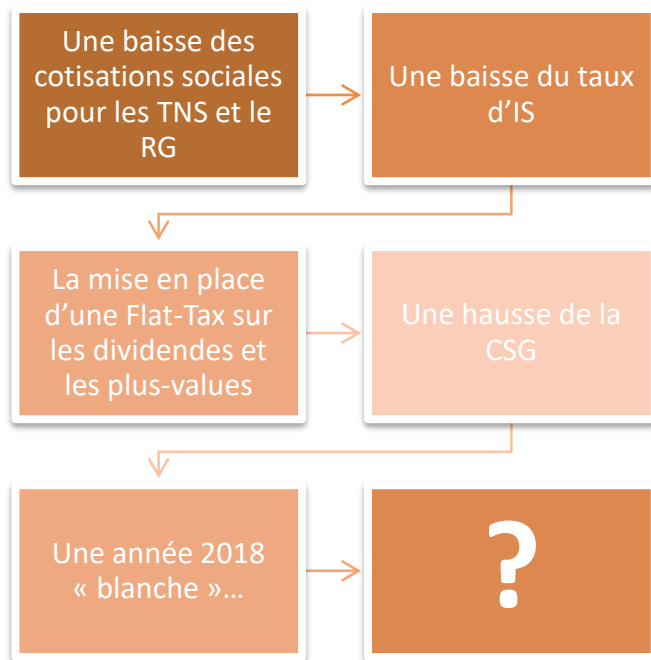 Une baisse des
cotisations sociales
pour les TNS et le
RG
Une baisse du taux
d’IS
La mise en place
d’une Flat-Tax sur
les dividendes et
les plus-values
Une hausse de la
CSG
Une année 2018
« blanche »…
?